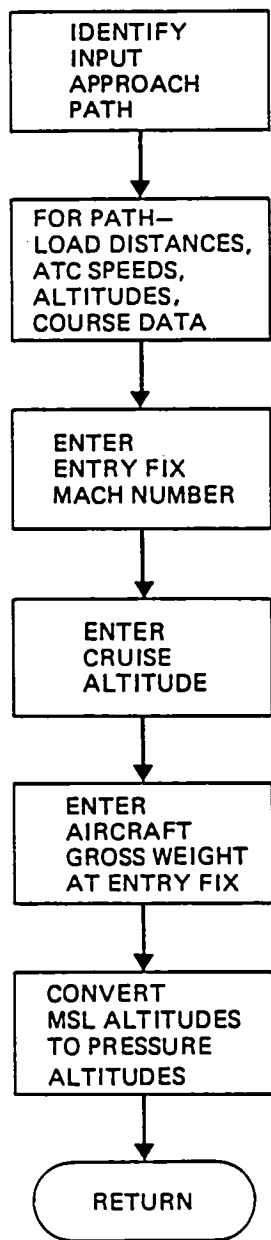 IDENTIFY
INPUT
APPROACH
PATH
FOR PATH—
LOAD DISTANCES,
ATC SPEEDS,
ALTITUDES,
COURSE DATA
ENTER
ENTRY FIX
MACH NUMBER
ENTER
CRUISE
ALTITUDE
ENTER
AIRCRAFT
GROSS WEIGHT
AT ENTRY FIX
CONVERT
MSL ALTITUDES
TO PRESSURE
ALTITUDES
RETURN